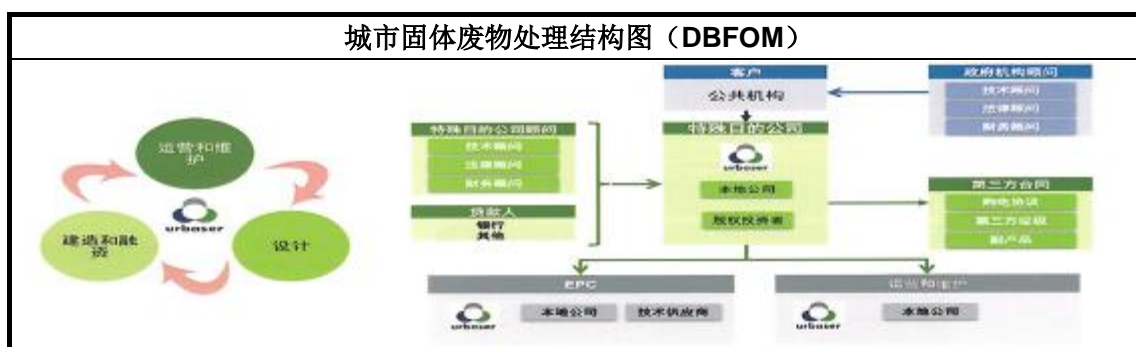 城市固体废物处理结构图（DBFOM）
运营和维
护
urbaser
建造和融
资
设计
客户
公共机构
政府机构顾问
技术顾问
法律顾问
财务顾问
特殊目的公司顾问
技术顾问
法律顾问
财务顾问
贷款人
银行
其他
特殊目的公司
urbaser
本地公司
股权投资者
第三方合同
购电协议
第三方垃圾
副产品
EPC
urbaser
本地公司
技术供应商
运营和维护
urbaser
本地公司